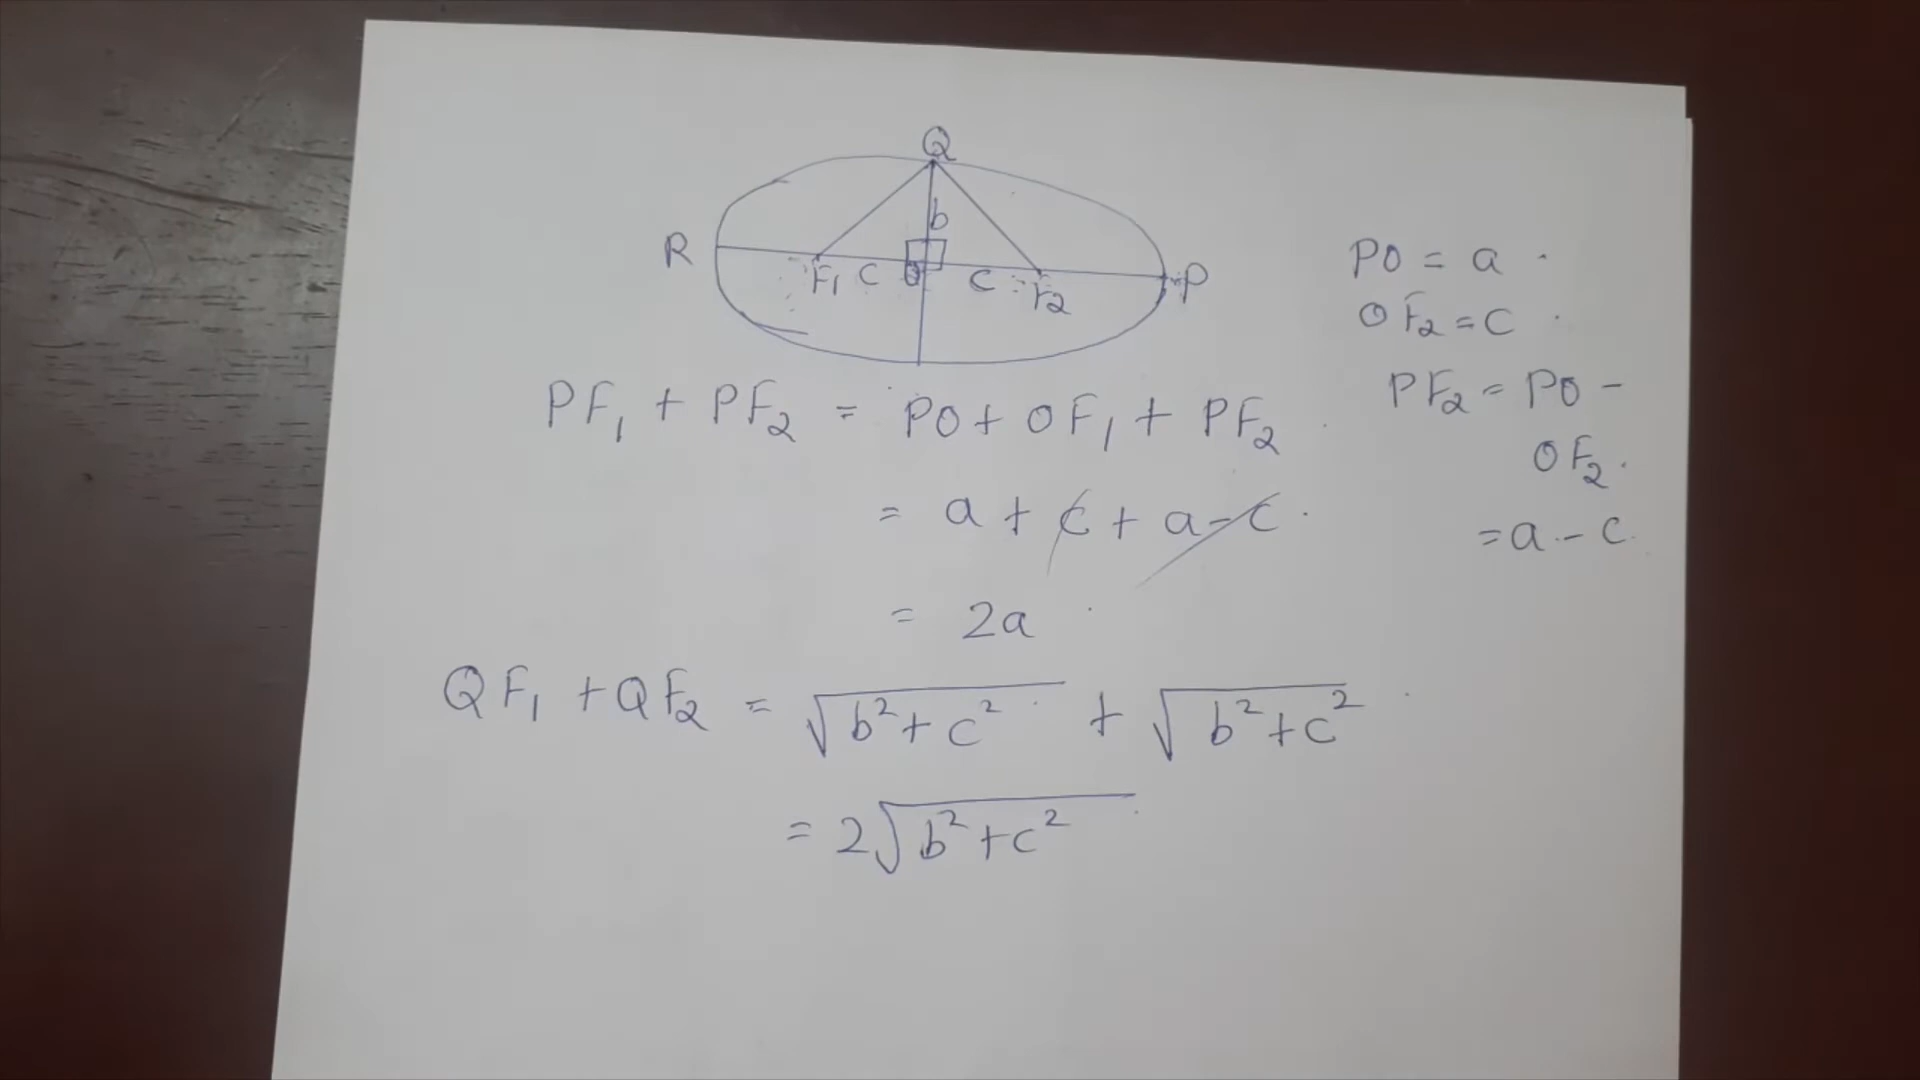 Q
b
R F₁ C O C F₂ P
PO = a
OF₂ = C
PF₂ = PO -
OF₂.
= a - c
PF₁ + PF₂ = PO + OF₁ + PF₂
= a + c + a - c
= 2a
QF₁ + QF₂ = √b²+c² + √b²+c²
= 2√b²+c²